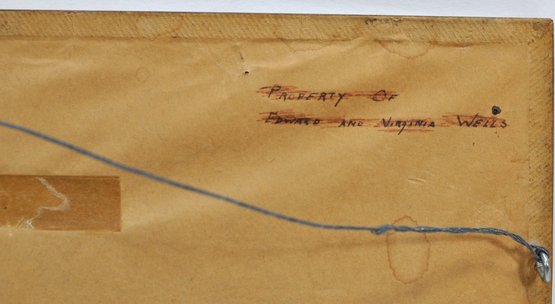 PROPERTY OF
EDWARD AND VIRGINIA WELLS